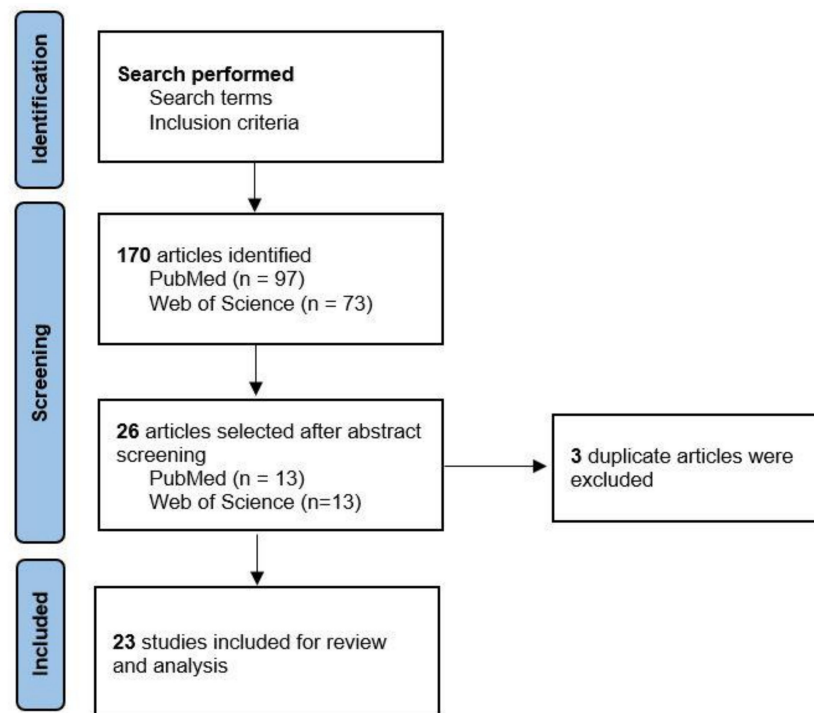 Identification
Search performed
Search terms
Inclusion criteria
Screening
170 articles identified
PubMed (n = 97)
Web of Science (n = 73)
26 articles selected after abstract
screening
PubMed (n = 13)
Web of Science (n=13)
3 duplicate articles were
excluded
Included
23 studies included for review
and analysis